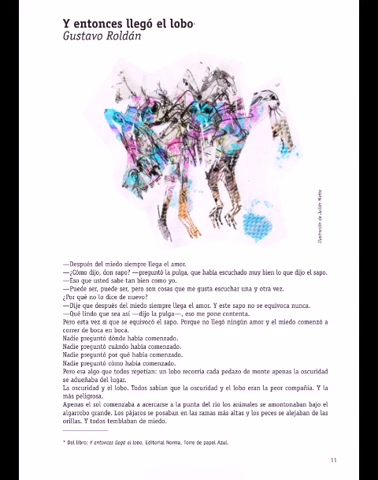 Y entonces llegó el lobo*
Gustavo Roldán
Ilustración de Julián Matta
—Después del miedo siempre llega el amor.
—¿Cómo dijo, don sapo? —preguntó la pulga, que había escuchado muy bien lo que dijo el sapo.
—Eso que usted sabe tan bien como yo.
—Puede ser, puede ser, pero son cosas que me gusta escuchar una y otra vez.
¿Por qué no lo dice de nuevo?
—Dije que después del miedo siempre llega el amor. Y este sapo no se equivoca nunca.
—Qué lindo que sea así —dijo la pulga—, eso me pone contenta.
Pero esta vez sí que se equivocó el sapo. Porque no llegó ningún amor y el miedo comenzó a
correr de boca en boca.
Nadie preguntó dónde había comenzado.
Nadie preguntó cuándo había comenzado.
Nadie preguntó por qué había comenzado.
Nadie preguntó cómo había comenzado.
Pero era algo que todos repetían: un lobo recorría cada pedazo de monte apenas la oscuridad
se adueñaba del lugar.
La oscuridad y el lobo. Todos sabían que la oscuridad y el lobo eran la peor compañía. Y la
más peligrosa.
Apenas el sol comenzaba a acercarse a la punta del río los animales se amontonaban bajo el
algarrobo grande. Los pájaros se posaban en las ramas más altas y los peces se alejaban de las
orillas. Y todos temblaban de miedo.
* Del libro: Y entonces llegó el lobo, Editorial Norma, Torre de papel Azul.
11